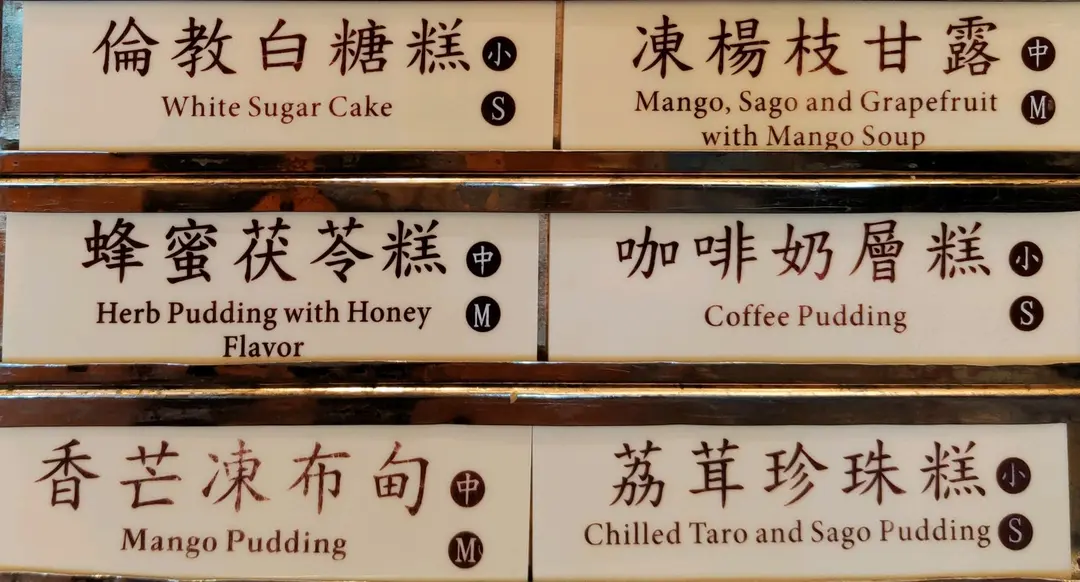 倫教白糖糕 小
White Sugar Cake S
凍楊枝甘露 中
Mango, Sago and Grapefruit M
with Mango Soup
蜂蜜茯苓糕 中
Herb Pudding with Honey M
Flavor
咖啡奶層糕 小
Coffee Pudding S
香芒凍布甸 中
Mango Pudding M
荔茸珍珠糕 小
Chilled Taro and Sago Pudding S